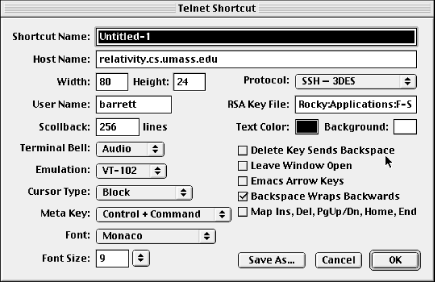 Telnet Shortcut
Shortcut Name: Untitled-1
Host Name: relativity.cs.umass.edu
Width: 80 Height: 24 Protocol: SSH – 3DES
User Name: barrett RSA Key File: Rocky:Applications:F-S
Scollback: 256 lines Text Color: Background:
Terminal Bell: Audio
Delete Key Sends Backspace
Emulation: VT-102
Leave Window Open
Emacs Arrow Keys
Cursor Type: Block
Backspace Wraps Backwards
Meta Key: Control + Command
Map Ins, Del, PgUp/Dn, Home, End
Font: Monaco
Font Size: 9
Save As... Cancel OK